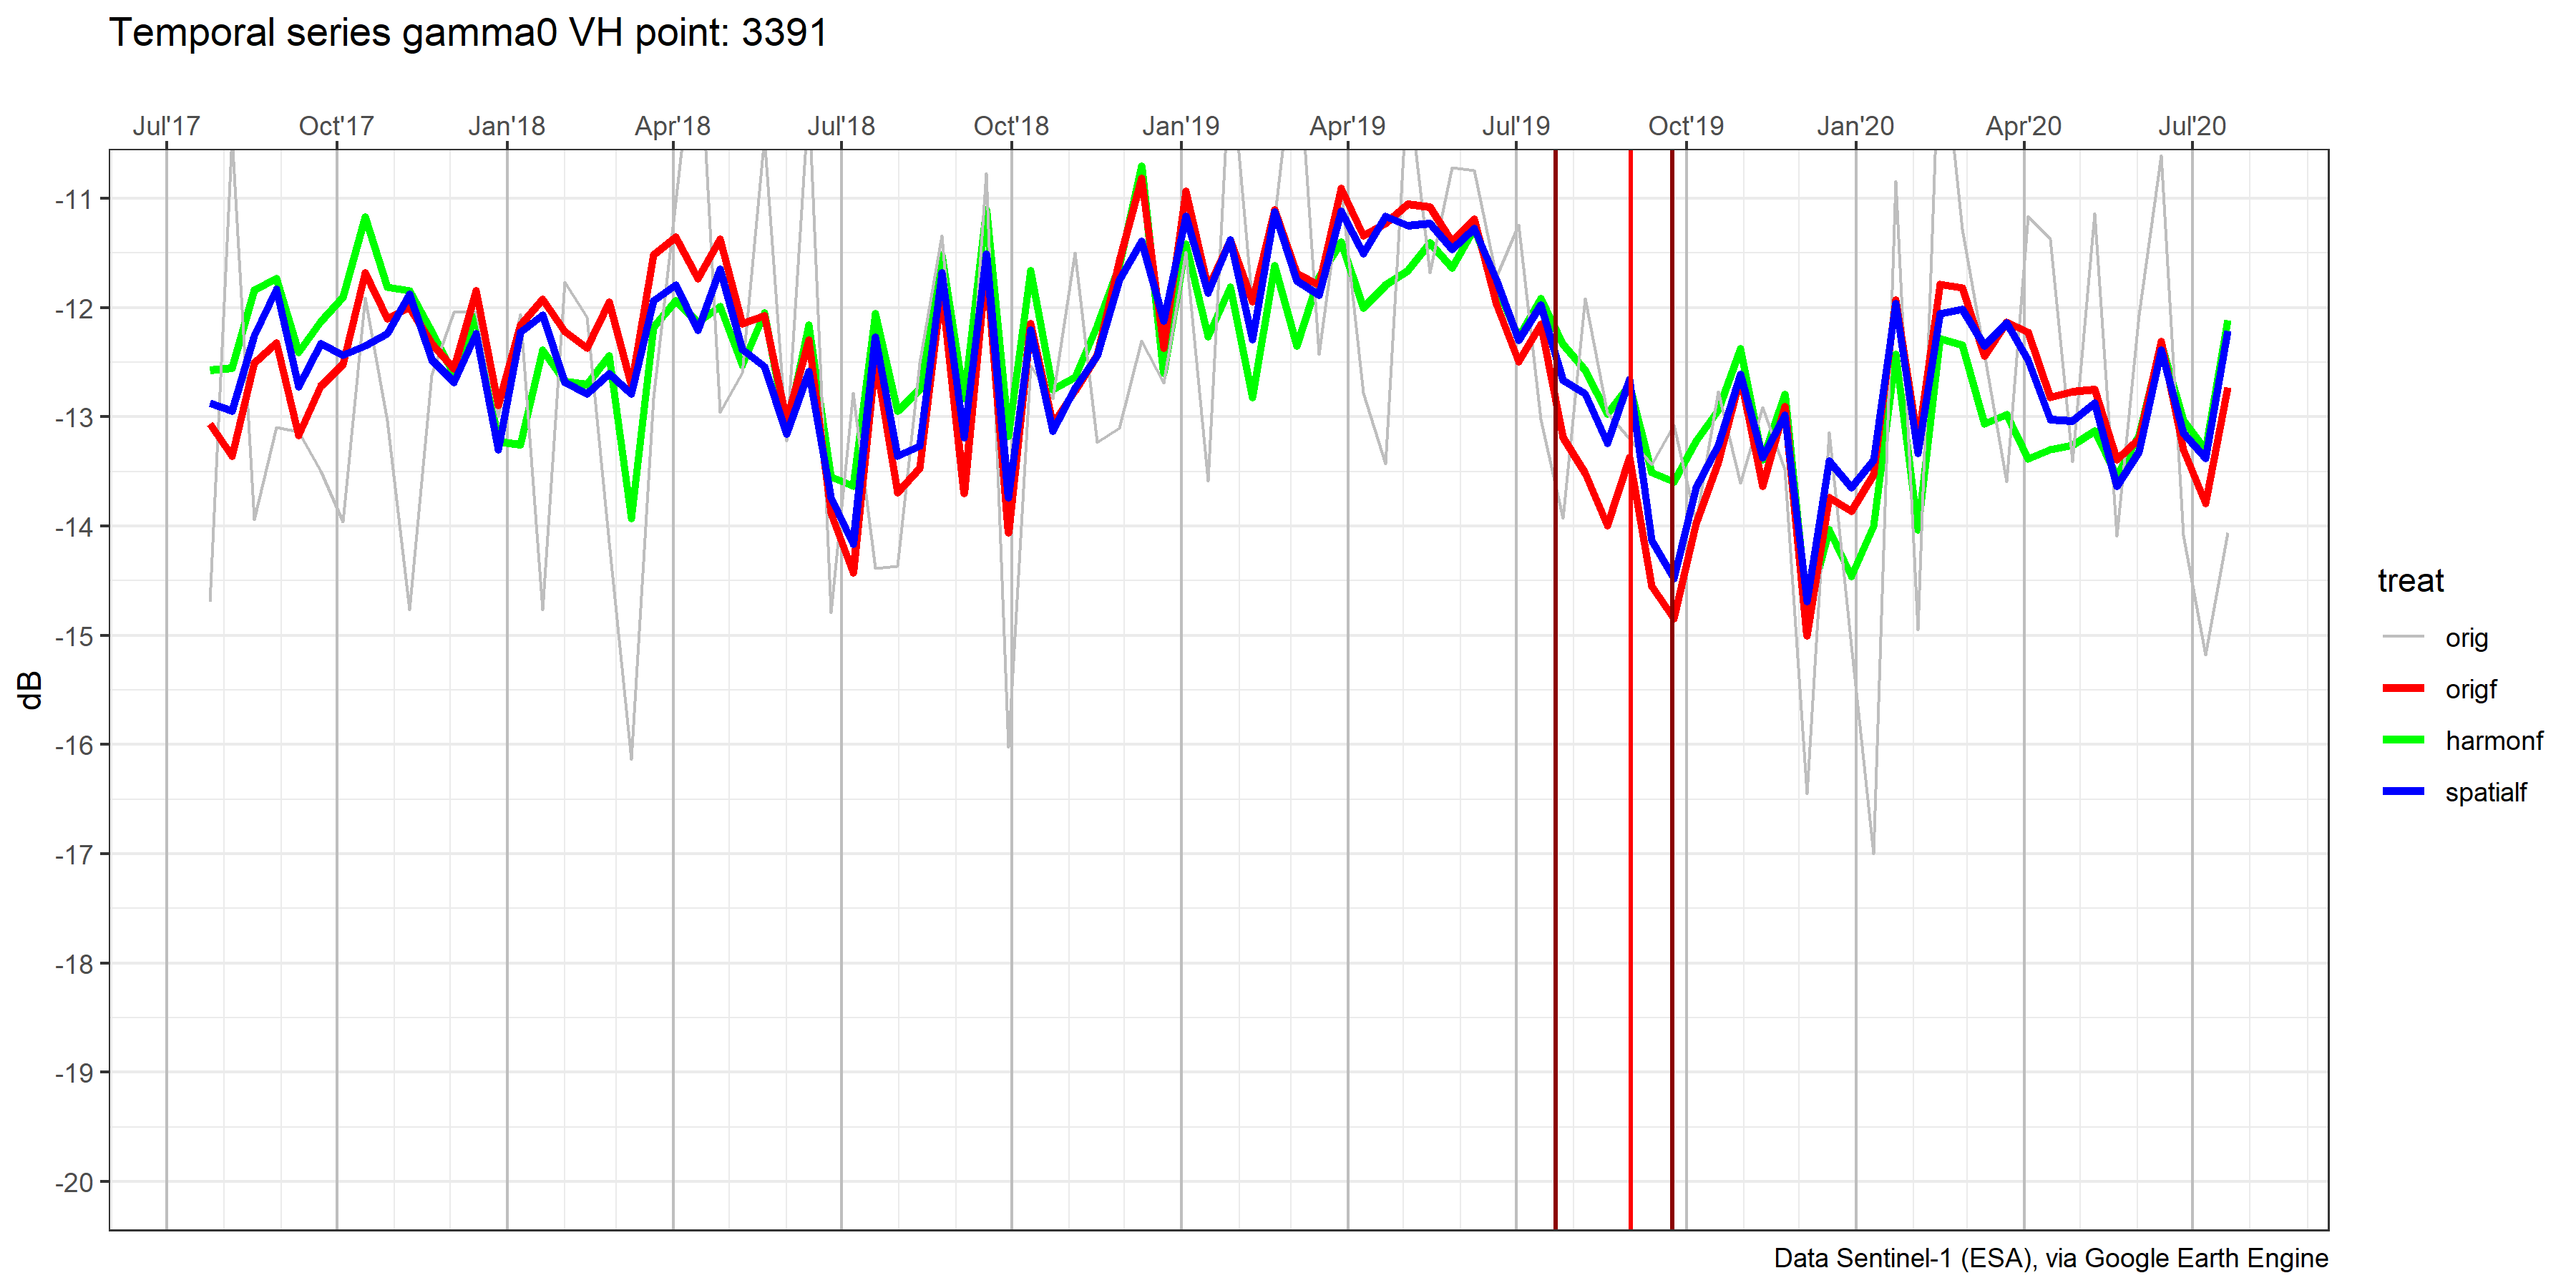 Temporal series gamma0 VH point: 3391
Jul'17 Oct'17 Jan'18 Apr'18 Jul'18 Oct'18 Jan'19 Apr'19 Jul'19 Oct'19 Jan'20 Apr'20 Jul'20
-11
-12
-13
-14
-15
-16
-17
-18
-19
-20
dB
treat
orig
origf
harmonf
spatialf
Data Sentinel-1 (ESA), via Google Earth Engine